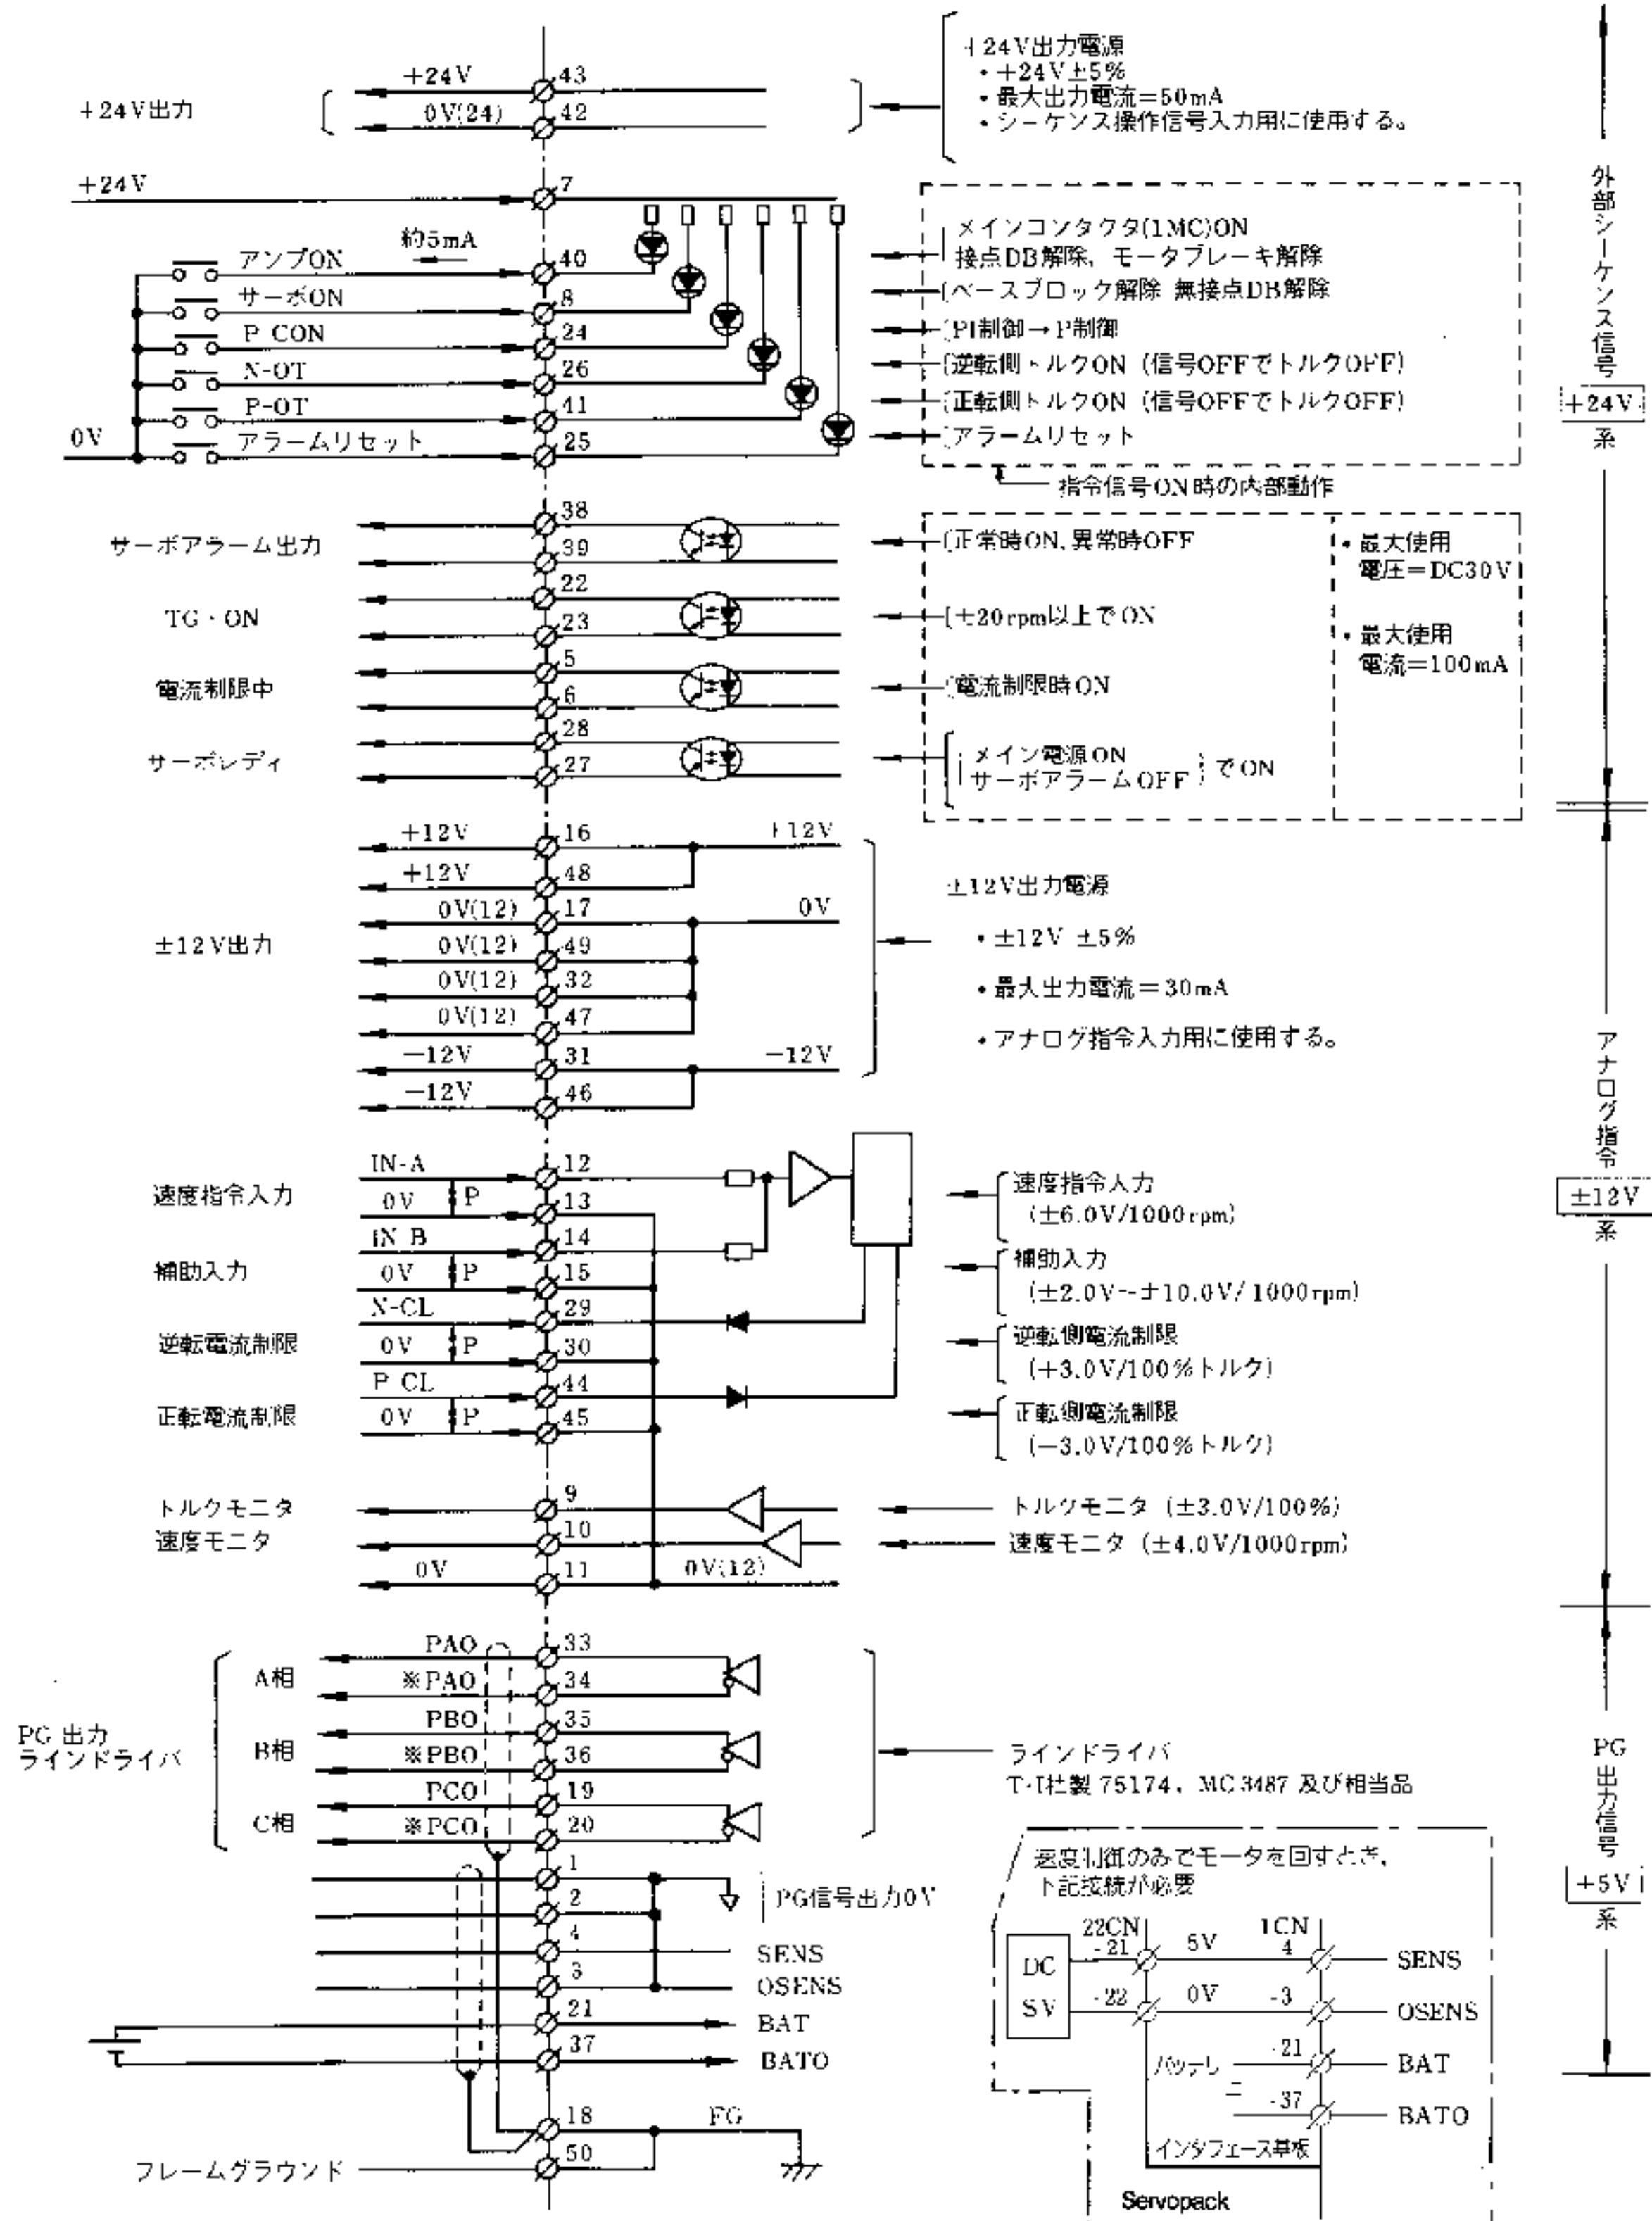 +24V出力
+24V 43
0V(24) 42
+24V出力電源
・+24V±5%
・最大出力電流=50mA
・シーケンス操作信号入力用に使用する。
+24V 7
約5mA
アンプON 40
サーボON 8
P CON 24
N-OT 26
P-OT 41
0V アラームリセット 25
メインコンタクタ(1MC)ON
接点DB解除, モータブレーキ解除
ベースブロック解除 無接点DB解除
PI制御→P制御
逆転側トルクON (信号OFFでトルクOFF)
正転側トルクON (信号OFFでトルクOFF)
アラームリセット
指令信号ON時の内部動作
外部シーケンス信号
+24V
系
サーボアラーム出力
38
39
正常時ON, 異常時OFF
TG・ON
22
23
±20rpm以上でON
電流制限中
5
6
電流制限時ON
サーボレディ
28
27
メイン電源ON
サーボアラームOFF
でON
・最大使用
電圧=DC30V
・最大使用
電流=100mA
±12V出力
+12V 16 +12V
+12V 48
0V(12) 17 0V
0V(12) 49
0V(12) 32
0V(12) 47
−12V 31 −12V
−12V 46
±12V出力電源
・±12V ±5%
・最大出力電流=30mA
・アナログ指令入力用に使用する。
アナログ指令
±12V
系
速度指令入力
IN-A 12
0V P 13
補助入力
IN B 14
0V P 15
逆転電流制限
N-CL 29
0V P 30
正転電流制限
P CL 44
0V P 45
速度指令入力
(±6.0V/1000rpm)
補助入力
(±2.0V~±10.0V/1000rpm)
逆転側電流制限
(+3.0V/100%トルク)
正転側電流制限
(−3.0V/100%トルク)
トルクモニタ 9
トルクモニタ (±3.0V/100%)
速度モニタ 10
速度モニタ (±4.0V/1000rpm)
0V 11 0V(12)
PG 出力
ラインドライバ
A相
PAO 33
※PAO 34
B相
PBO 35
※PBO 36
C相
PCO 19
※PCO 20
ラインドライバ
T・I社製 75174, MC3487 及び相当品
PG出力信号
+5V
系
1
2
PG信号出力0V
4 SENS
3 OSENS
21 BAT
37 BATO
18 FG
50
フレームグラウンド
速度制御のみでモータを回すとき,
下記接続が必要
22CN 1CN
DC
5V
-21 5V 4 SENS
-22 0V -3 OSENS
バッテリ -21 BAT
-37 BATO
インタフェース基板
Servopack